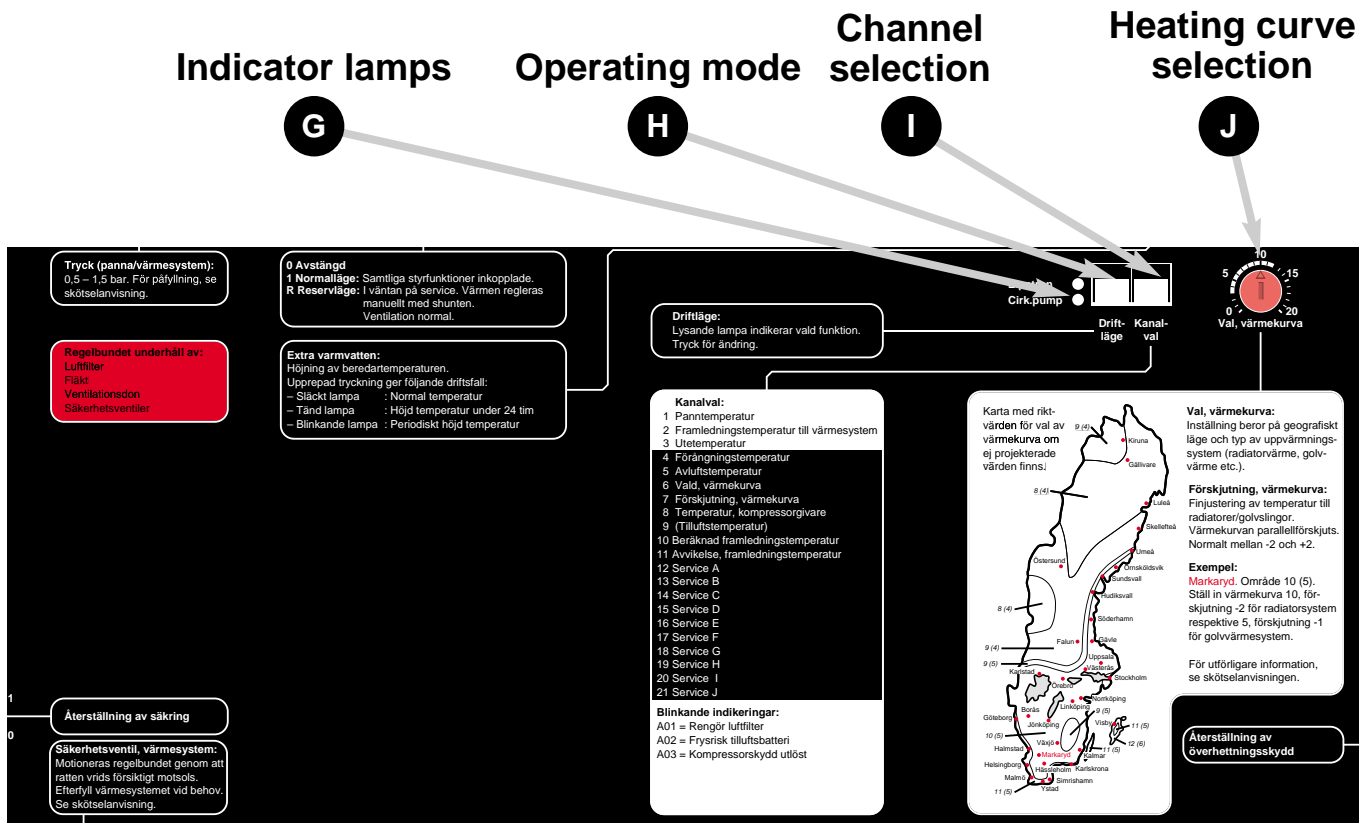 Indicator lamps
Operating mode
Channel
selection
Heating curve
selection
G
H
I
J
Tryck (panna/värmesystem):
0,5 – 1,5 bar. För påfyllning, se
skötselanvisning.
Regelbundet underhåll av:
Luftfilter
Fläkt
Ventilationsdon
Säkerhetsventiler
0 Avstängd
1 Normalläge: Samtliga styrfunktioner inkopplade.
R Reservläge: I väntan på service. Värmen regleras
manuellt med shunten.
Ventilation normal.
Extra varmvatten:
Höjning av beredartemperaturen.
Upprepad tryckning ger följande driftsfall:
– Släckt lampa : Normal temperatur
– Tänd lampa : Höjd temperatur under 24 tim
– Blinkande lampa : Periodiskt höjd temperatur
Driftläge:
Lysande lampa indikerar vald funktion.
Tryck för ändring.
Cirk.pump
Drift-
läge
Kanal-
val
0
5
10
15
20
Val, värmekurva
Kanalval:
1 Panntemperatur
2 Framledningstemperatur till värmesystem
3 Utetemperatur
4 Förångningstemperatur
5 Avluftstemperatur
6 Vald, värmekurva
7 Förskjutning, värmekurva
8 Temperatur, kompressorgivare
9 (Tilluftstemperatur)
10 Beräknad framledningstemperatur
11 Avvikelse, framledningstemperatur
12 Service A
13 Service B
14 Service C
15 Service D
16 Service E
17 Service F
18 Service G
19 Service H
20 Service I
21 Service J
Blinkande indikeringar:
A01 = Rengör luftfilter
A02 = Frysrisk tilluftsbatteri
A03 = Kompressorskydd utlöst
Karta med rikt-
värden för val av
värmekurva om
ej projekterade
värden finns.
9 (4)
Kiruna
Gällivare
8 (4)
Luleå
Skellefteå
Umeå
Östersund
Örnsköldsvik
Sundsvall
Hudiksvall
8 (4)
Söderhamn
Falun
Gävle
9 (4)
Uppsala
9 (5)
Västerås
Karlstad
Stockholm
Örebro
Norrköping
Linköping
Borås
9 (5)
Göteborg
Jönköping
Visby
11 (5)
10 (5)
Växjö
12 (6)
Halmstad
Markaryd
Kalmar
11 (5)
Helsingborg
Hässleholm
Karlskrona
Malmö
Simrishamn
Ystad
11 (5)
Val, värmekurva:
Inställning beror på geografiskt
läge och typ av uppvärmnings-
system (radiatorvärme, golv-
värme etc.).
Förskjutning, värmekurva:
Finjustering av temperatur till
radiatorer/golvslingor.
Värmekurvan parallellförskjuts.
Normalt mellan -2 och +2.
Exempel:
Markaryd. Område 10 (5).
Ställ in värmekurva 10, för-
skjutning -2 för radiatorsystem
respektive 5, förskjutning -1
för golvvärmesystem.
För utförligare information,
se skötselanvisningen.
1
0
Återställning av säkring
Säkerhetsventil, värmesystem:
Motioneras regelbundet genom att
ratten vrids försiktigt motsols.
Efterfyll värmesystemet vid behov.
Se skötselanvisning.
Återställning av
överhettningsskydd